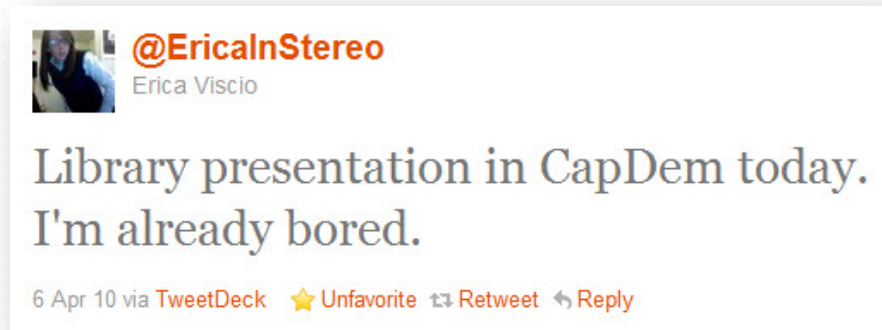 @EricaInStereo
Erica Viscio
Library presentation in CapDem today.
I'm already bored.
6 Apr 10 via TweetDeck Unfavorite Retweet Reply